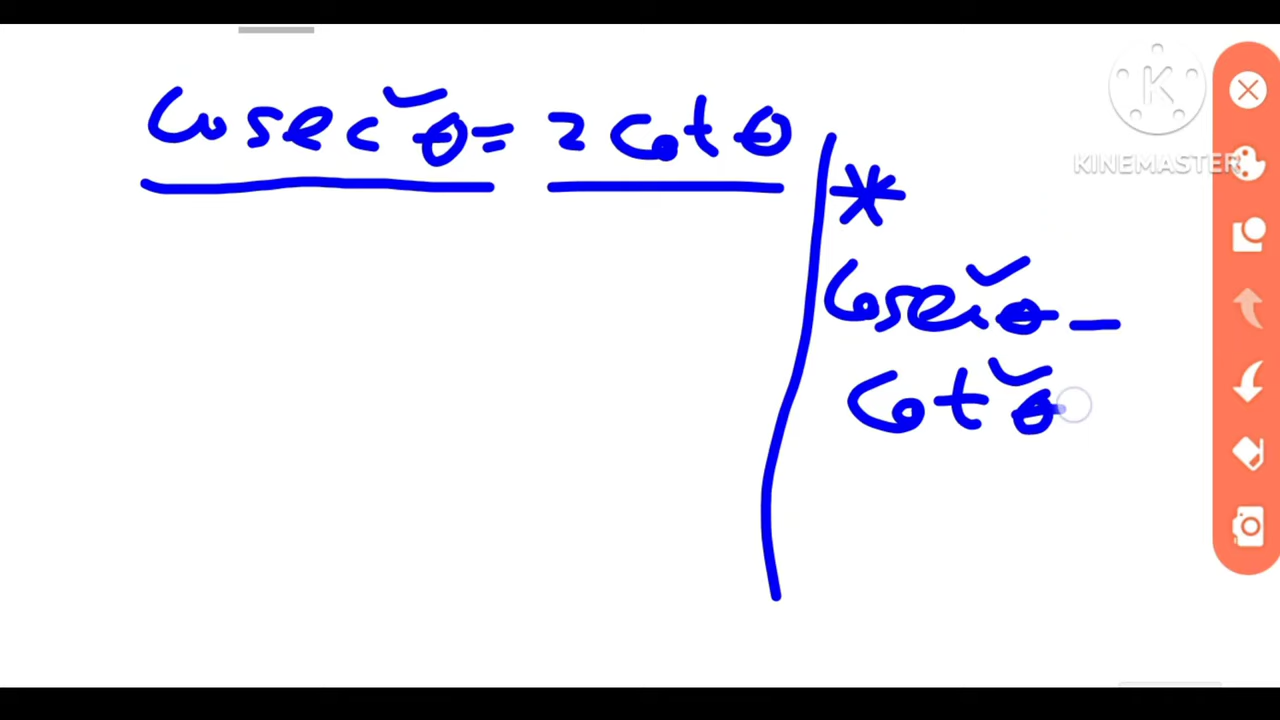 cosec²θ = 2 cot θ
*
cosec²θ −
cot²θ
KINEMASTER